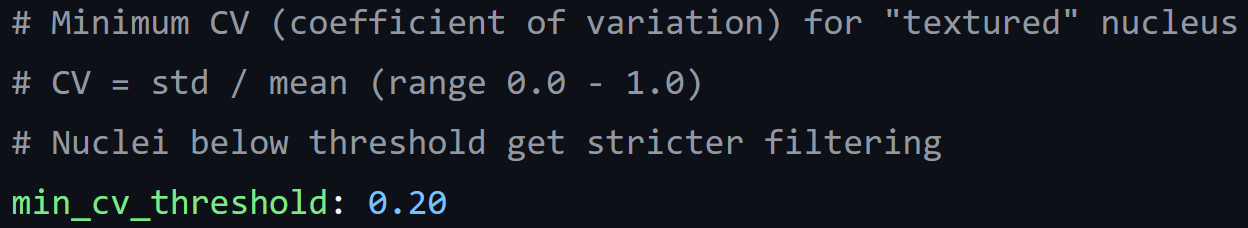 # Minimum CV (coefficient of variation) for "textured" nucleus
# CV = std / mean (range 0.0 - 1.0)
# Nuclei below threshold get stricter filtering
min_cv_threshold: 0.20